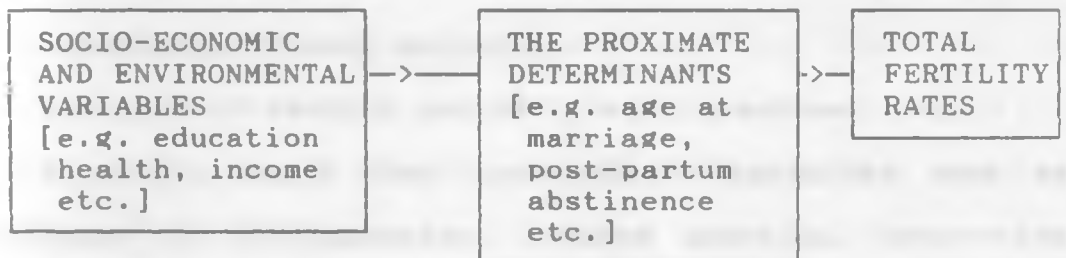 SOCIO-ECONOMIC
AND ENVIRONMENTAL
VARIABLES
[e.g. education
health, income
etc.]
->-
THE PROXIMATE
DETERMINANTS
[e.g. age at
marriage,
post-partum
abstinence
etc.]
->-
TOTAL
FERTILITY
RATES